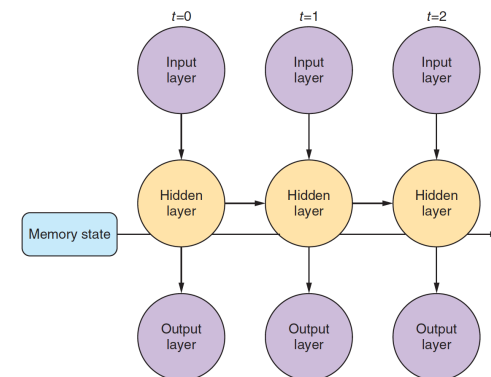 t=0 t=1 t=2
Input Input Input
layer layer layer
Hidden Hidden Hidden
layer layer layer
Memory state
Output Output Output
layer layer layer